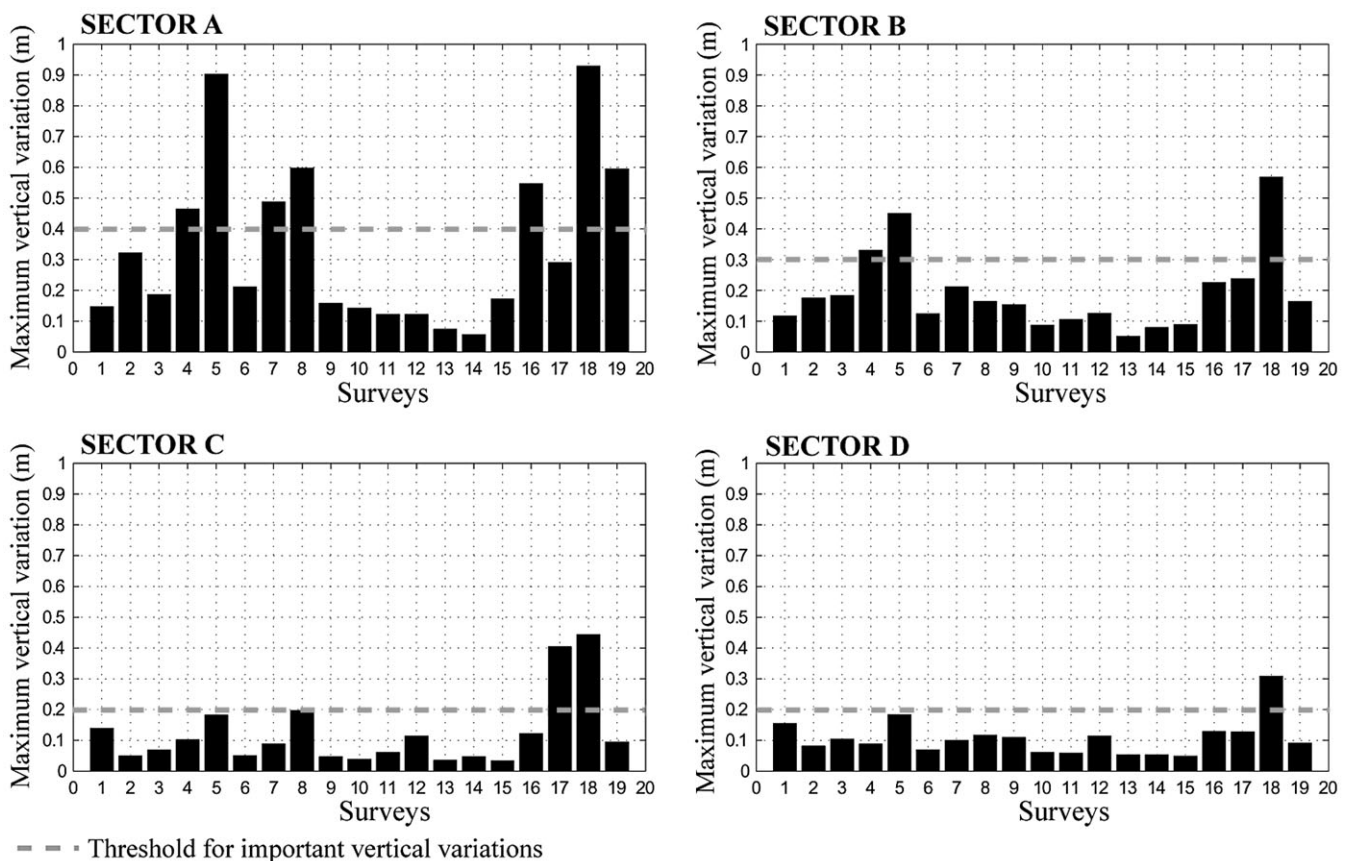 SECTOR A
Maximum vertical variation (m)
1
0.9
0.8
0.7
0.6
0.5
0.4
0.3
0.2
0.1
0
0 1 2 3 4 5 6 7 8 9 10 11 12 13 14 15 16 17 18 19 20
Surveys
SECTOR B
Maximum vertical variation (m)
1
0.9
0.8
0.7
0.6
0.5
0.4
0.3
0.2
0.1
0
0 1 2 3 4 5 6 7 8 9 10 11 12 13 14 15 16 17 18 19 20
Surveys
SECTOR C
Maximum vertical variation (m)
1
0.9
0.8
0.7
0.6
0.5
0.4
0.3
0.2
0.1
0
0 1 2 3 4 5 6 7 8 9 10 11 12 13 14 15 16 17 18 19 20
Surveys
SECTOR D
Maximum vertical variation (m)
1
0.9
0.8
0.7
0.6
0.5
0.4
0.3
0.2
0.1
0
0 1 2 3 4 5 6 7 8 9 10 11 12 13 14 15 16 17 18 19 20
Surveys
Threshold for important vertical variations